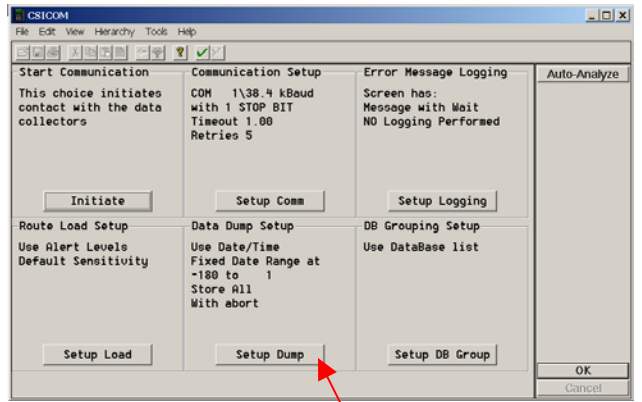 CSICOM
File Edit View Hierarchy Tools Help
Start Communication
This choice initiates
contact with the data
collectors
Initiate
Communication Setup
COM 1\38.4 kBaud
with 1 STOP BIT
Timeout 1.00
Retries 5
Setup Comm
Error Message Logging
Screen has:
Message with Wait
NO Logging Performed
Setup Logging
Auto-Analyze
Route Load Setup
Use Alert Levels
Default Sensitivity
Setup Load
Data Dump Setup
Use Date/Time
Fixed Date Range at
-180 to 1
Store All
With abort
Setup Dump
DB Grouping Setup
Use DataBase list
Setup DB Group
OK
Cancel